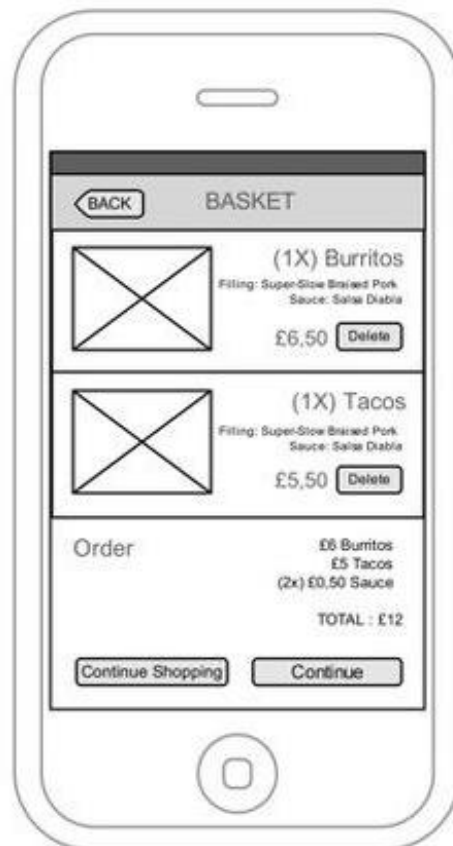 BACK
BASKET
(1X) Burritos
Filling: Super-Slow Braised Pork
Sauce: Salsa Diabla
£6,50
Delete
(1X) Tacos
Filling: Super-Slow Braised Pork
Sauce: Salsa Diabla
£5,50
Delete
Order
£6 Burritos
£5 Tacos
(2x) £0,50 Sauce
TOTAL : £12
Continue Shopping
Continue